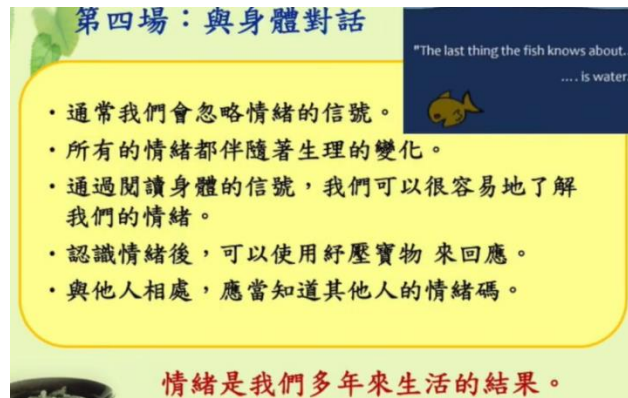 第四場：與身體對話
"The last thing the fish knows about..
.... is water
・通常我們會忽略情緒的信號。
・所有的情緒都伴隨著生理的變化。
・通過閱讀身體的信號，我們可以很容易地了解
我們的情緒。
・認識情緒後，可以使用紓壓寶物 來回應。
・與他人相處，應當知道其他人的情緒碼。
情緒是我們多年來生活的結果。